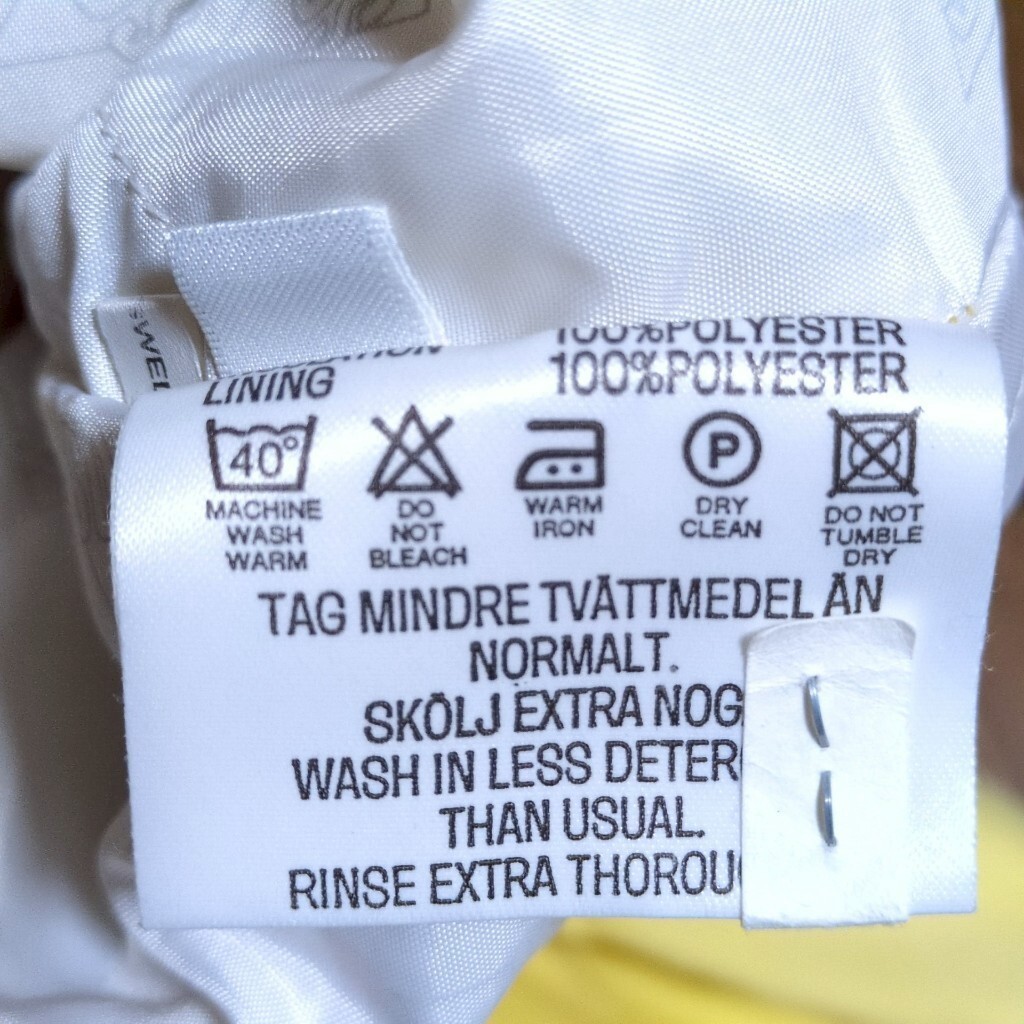 100%POLYESTER
LINING 100%POLYESTER
40°
P
MACHINE WASH WARM
DO NOT BLEACH
WARM IRON
DRY CLEAN
DO NOT TUMBLE DRY
TAG MINDRE TVÄTTMEDEL ÄN
NORMALT.
SKÖLJ EXTRA
WASH IN LESS
THAN USUAL.
RINSE EXTRA